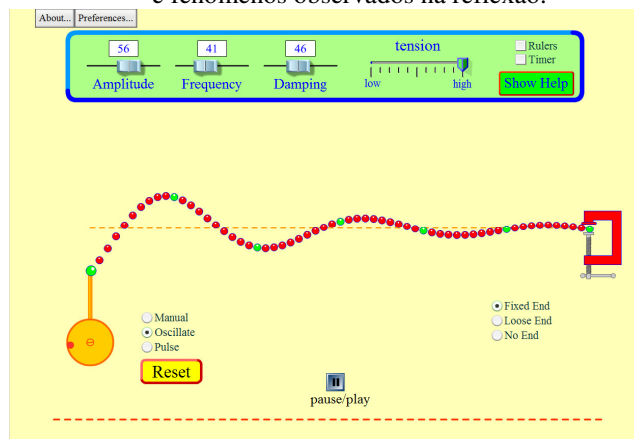 e fenômenos observados na reflexão.
About... Preferences...
56 41 46 tension
Rulers
Timer
Amplitude Frequency Damping low high Show Help
Manual
Oscillate
Pulse
Reset
Fixed End
Loose End
No End
pause/play